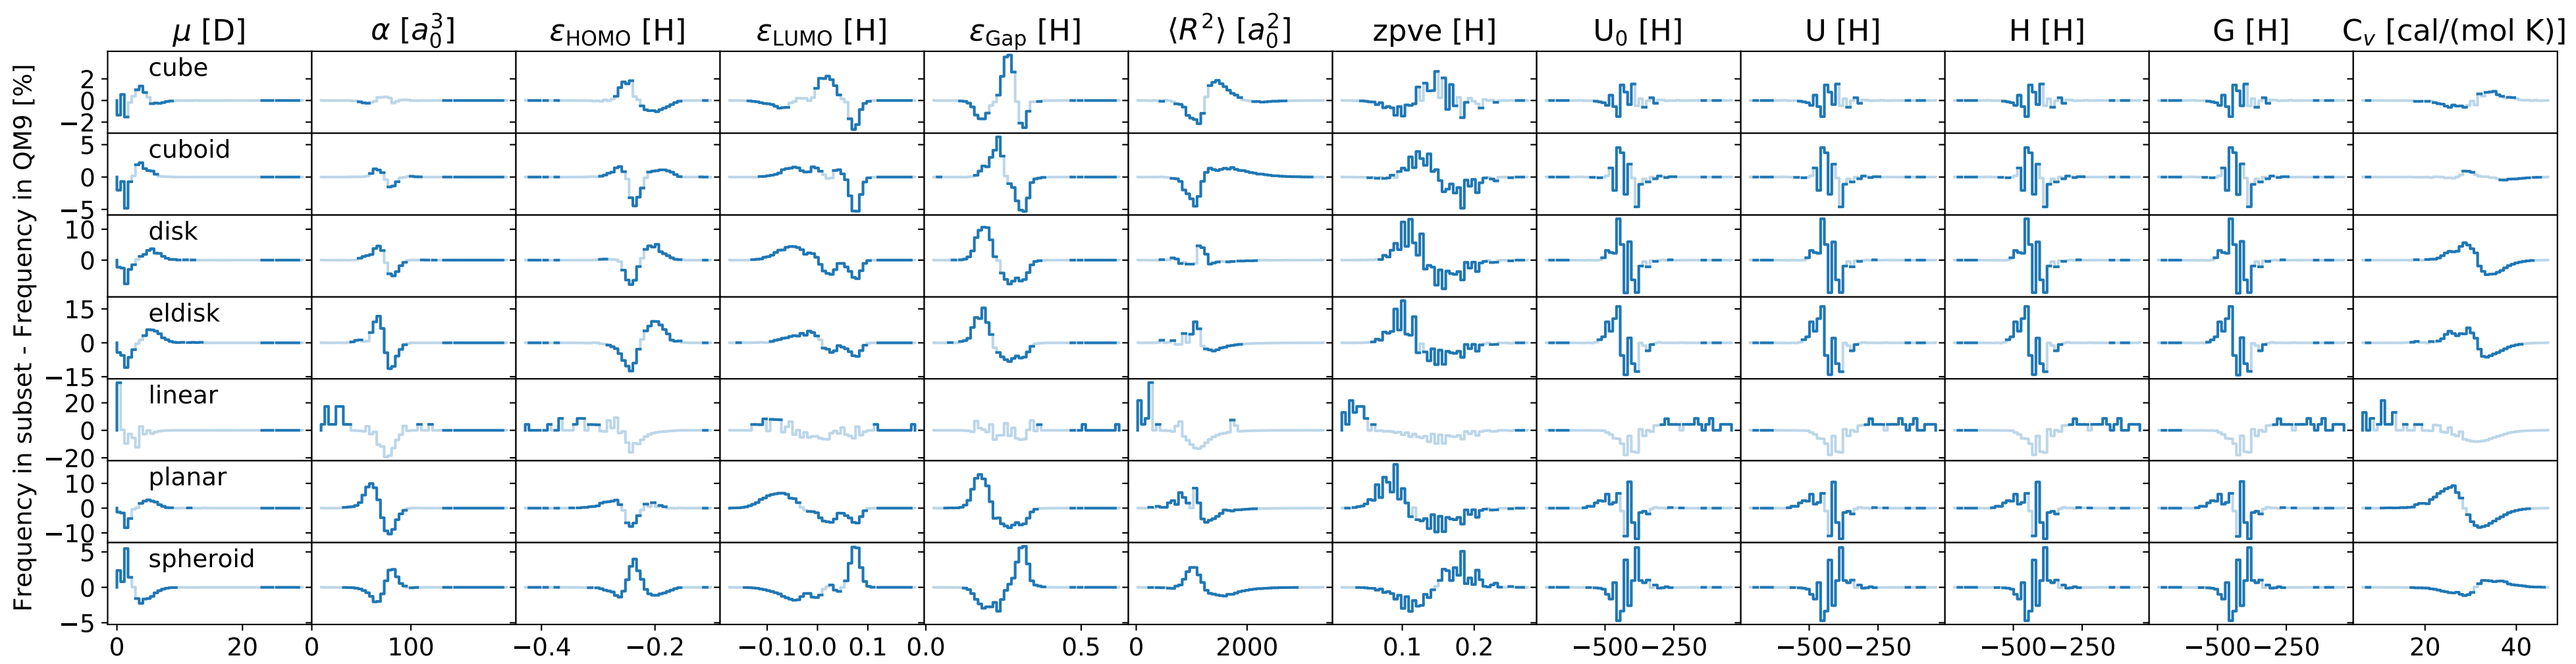 μ [D] α [a₀³] ε_HOMO [H] ε_LUMO [H] ε_Gap [H] ⟨R²⟩ [a₀²] zpve [H] U₀ [H] U [H] H [H] G [H] C_v [cal/(mol K)]
Frequency in subset - Frequency in QM9 [%]
cube
2
0
−2
cuboid
5
0
−5
disk
10
0
eldisk
15
0
−15
linear
20
0
−20
planar
10
0
−10
spheroid
5
0
−5
0 20 0 100 −0.4 −0.2 −0.1 0.0 0.1 0.0 0.5 0 2000 0.1 0.2 −500 −250 −500 −250 −500 −250 −500 −250 20 40